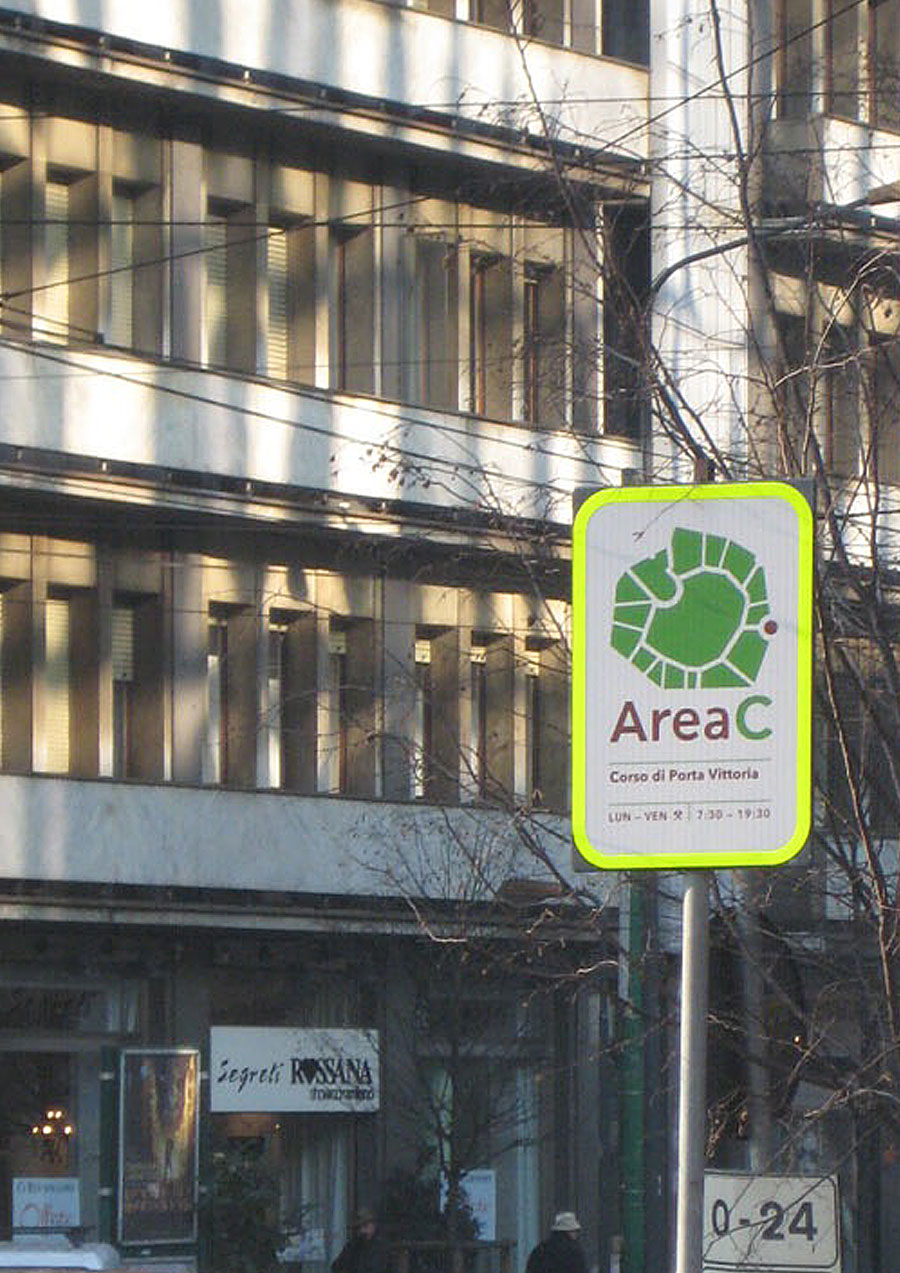 AreaC
Corso di Porta Vittoria
LUN – VEN ⚒ 7:30 – 19:30
Segreti ROSSANA
0-24